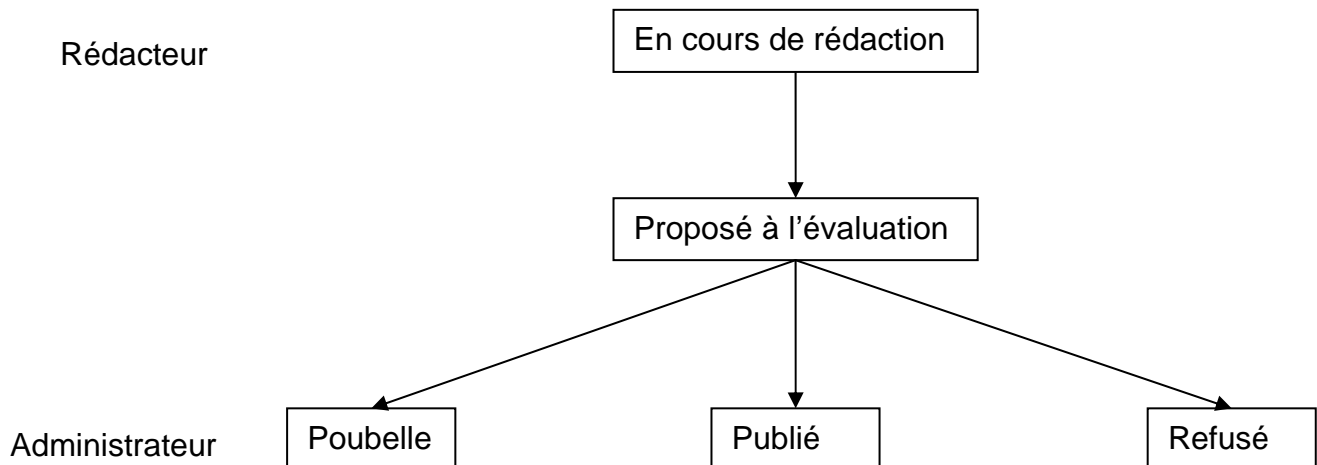 En cours de rédaction
Rédacteur
Proposé à l’évaluation
Administrateur
Poubelle
Publié
Refusé